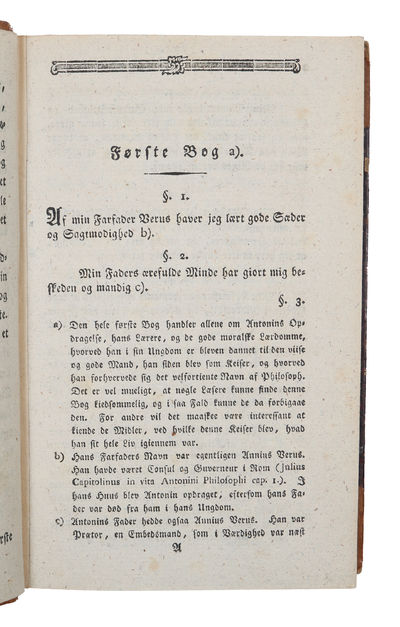 Første Bog a).
§. 1.
Af min Farfader Verus haver jeg lært gode Sæder
og Sagtmodighed b).
§. 2.
Min Faders ærefulde Minde har giort mig be-
skeden og mandig c).
§. 3.
a) Den hele første Bog handler allene om Antonins Op-
dragelse, hans Lærere, og de gode moralske Lærdomme,
hvorved han i sin Ungdom er bleven dannet til den viise
og gode Mand, han siden blev som Keiser, og hvorved
han forhvervede sig det velfortiente Navn af Philosoph.
Det er vel mueligt, at nogle Læsere kunne finde denne
Bog kiedsommelig, og i saa Fald kunne de da forbigaae
den. For andre vil det maaskee være interessant at
kiende de Midler, ved hvilke denne Keiser blev, hvad
han sit hele Liv igiennem var.
b) Hans Farfaders Navn var egentligen Annius Verus.
Han havde været Consul og Guverneur i Rom (Julius
Capitolinus in vita Antonini Philosophi cap. 1.). I
hans Huus blev Antonin opdraget, eftersom hans Fa-
der var død fra ham i hans Ungdom.
c) Antonins Fader hedde ogsaa Annius Verus. Han var
Prætor, en Embedsmand, som i Værdighed var næst
A